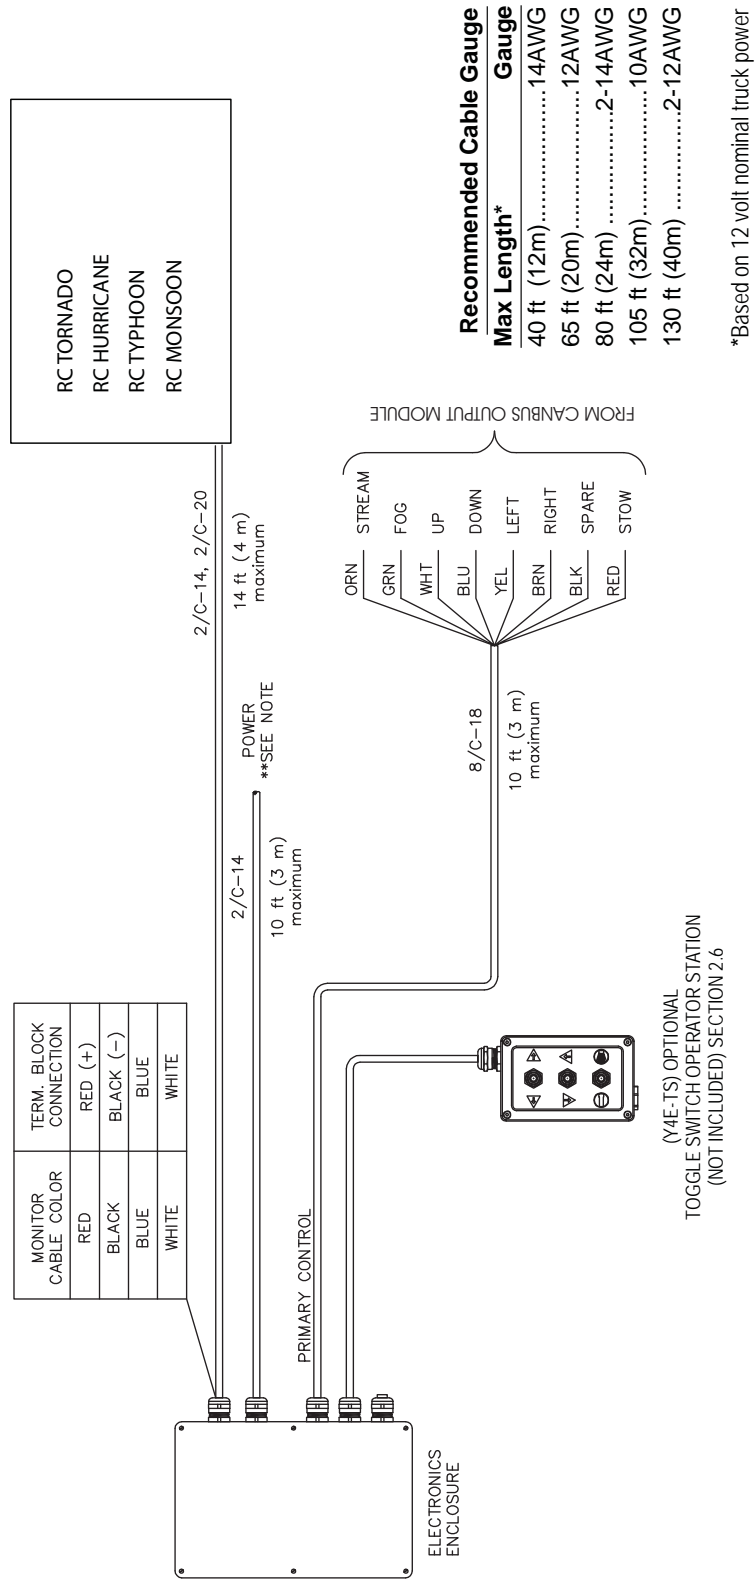 MONITOR
CABLE COLOR
TERM. BLOCK
CONNECTION
RED
RED (+)
BLACK
BLACK (−)
BLUE
BLUE
WHITE
WHITE
RC TORNADO
RC HURRICANE
RC TYPHOON
RC MONSOON
2/C−14, 2/C−20
14 ft (4 m)
maximum
2/C−14
10 ft (3 m)
maximum
POWER
**SEE NOTE
ELECTRONICS
ENCLOSURE
PRIMARY CONTROL
8/C−18
10 ft (3 m)
maximum
ORN STREAM
GRN FOG
WHT UP
BLU DOWN
YEL LEFT
BRN RIGHT
BLK SPARE
RED STOW
FROM CANBUS OUTPUT MODULE
(Y4E-TS) OPTIONAL
TOGGLE SWITCH OPERATOR STATION
(NOT INCLUDED) SECTION 2.6
Recommended Cable Gauge
Max Length* Gauge
40 ft (12m)......................14AWG
65 ft (20m)......................12AWG
80 ft (24m)...................2-14AWG
105 ft (32m)....................10AWG
130 ft (40m) ................2-12AWG
*Based on 12 volt nominal truck power